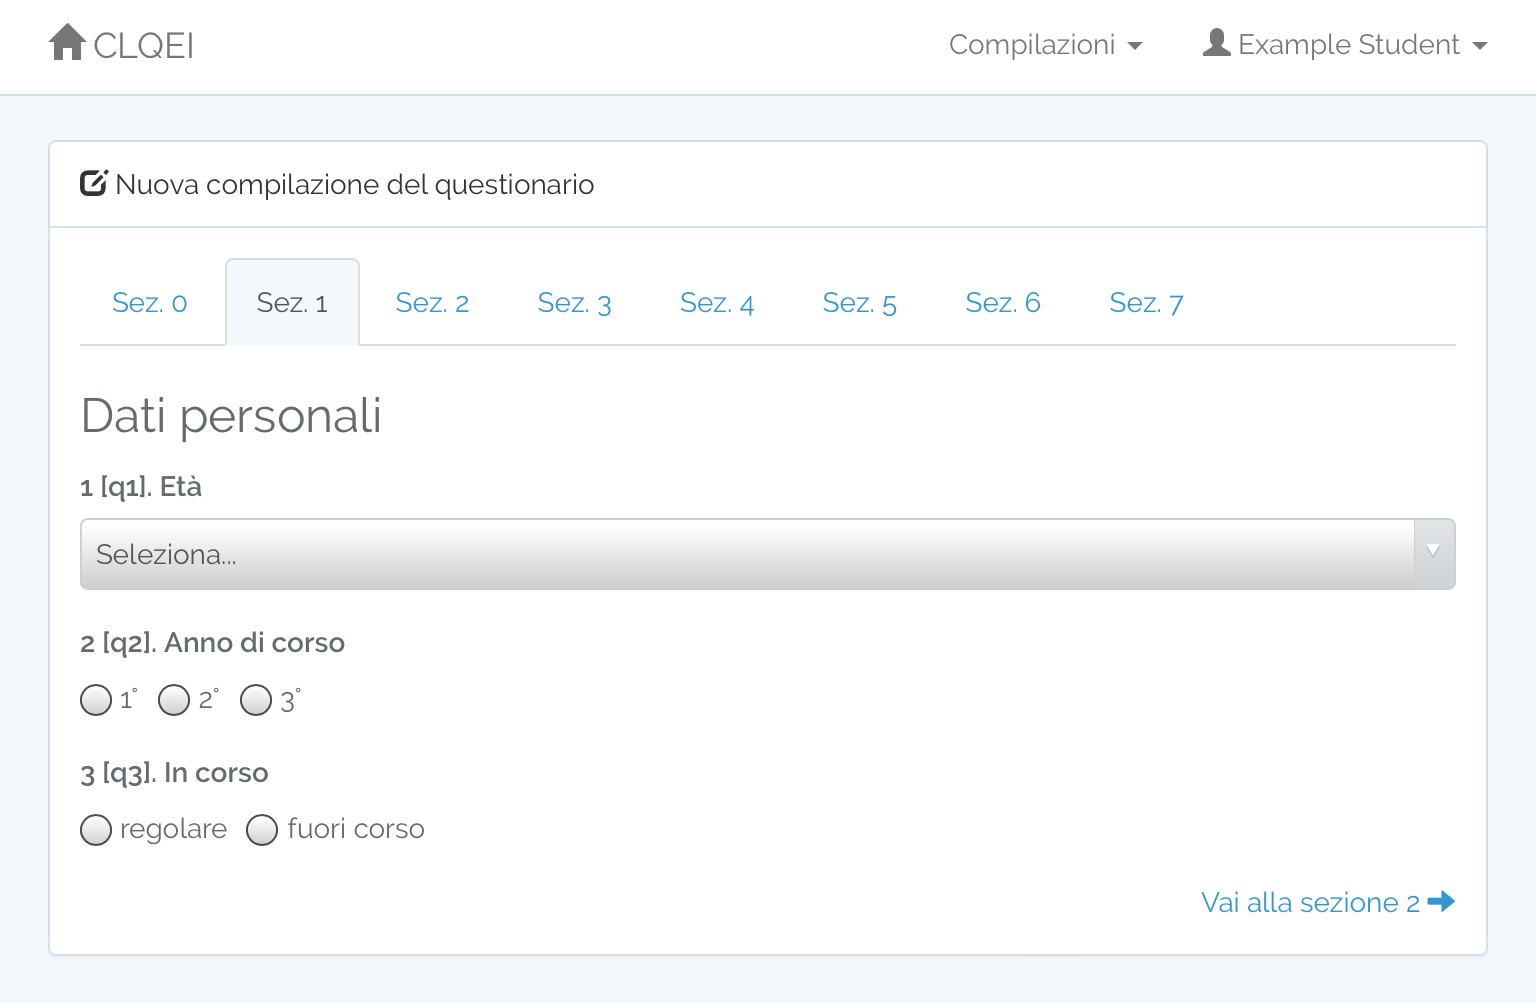 CLQEI Compilazioni Example Student
Nuova compilazione del questionario
Sez. 0 Sez. 1 Sez. 2 Sez. 3 Sez. 4 Sez. 5 Sez. 6 Sez. 7
Dati personali
1 [q1]. Età
Seleziona...
2 [q2]. Anno di corso
1° 2° 3°
3 [q3]. In corso
regolare fuori corso
Vai alla sezione 2